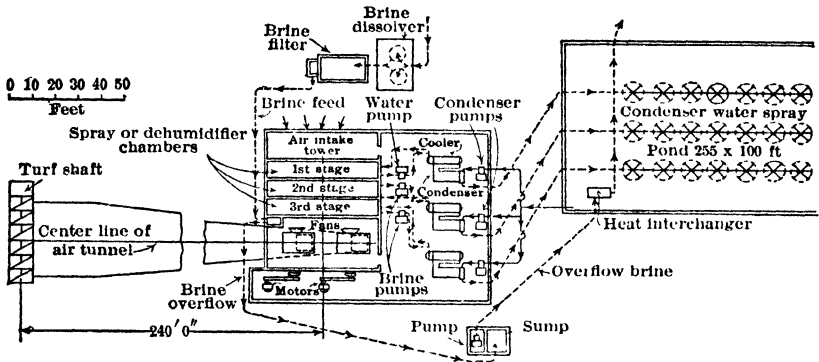 Brine
dissolver
Brine
filter
0 10 20 30 40 50
Feet
Brine feed
Water
pump
Condenser
pumps
Spray or dehumidifier
chambers
Air intake
tower
Cooler
1st stage
2nd stage
3rd stage
Condenser
Fans
Condenser water spray
Pond 255 x 100 ft
Turf shaft
Center line of
air tunnel
Heat interchanger
Brine
overflow
Motors
Brine
pumps
Overflow brine
240' 0"
Pump
Sump